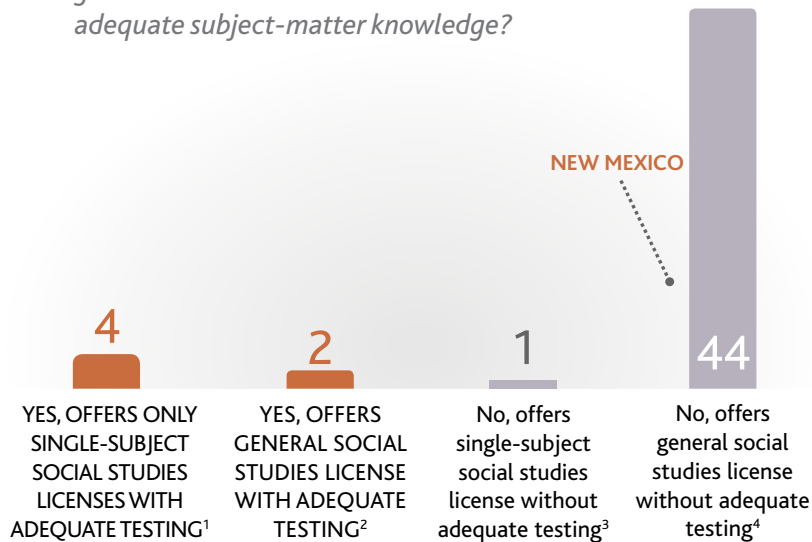 adequate subject-matter knowledge?
NEW MEXICO
4
2
1
44
YES, OFFERS ONLY
SINGLE-SUBJECT
SOCIAL STUDIES
LICENSES WITH
ADEQUATE TESTING¹
YES, OFFERS
GENERAL SOCIAL
STUDIES LICENSE
WITH ADEQUATE
TESTING²
No, offers
single-subject
social studies
license without
adequate testing³
No, offers
general social
studies license
without adequate
testing⁴